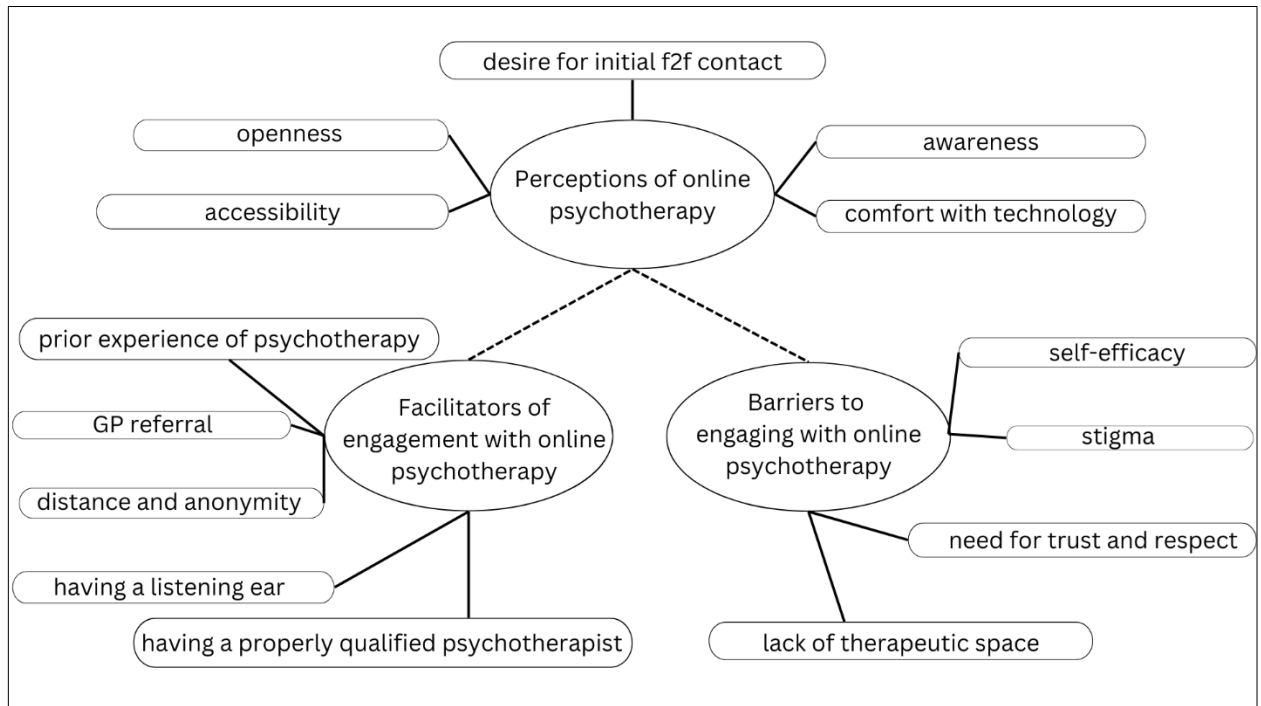 desire for initial f2f contact
openness
awareness
Perceptions of online
psychotherapy
accessibility
comfort with technology
prior experience of psychotherapy
self-efficacy
Facilitators of
engagement with online
psychotherapy
Barriers to
engaging with online
psychotherapy
GP referral
stigma
distance and anonymity
need for trust and respect
having a listening ear
having a properly qualified psychotherapist
lack of therapeutic space